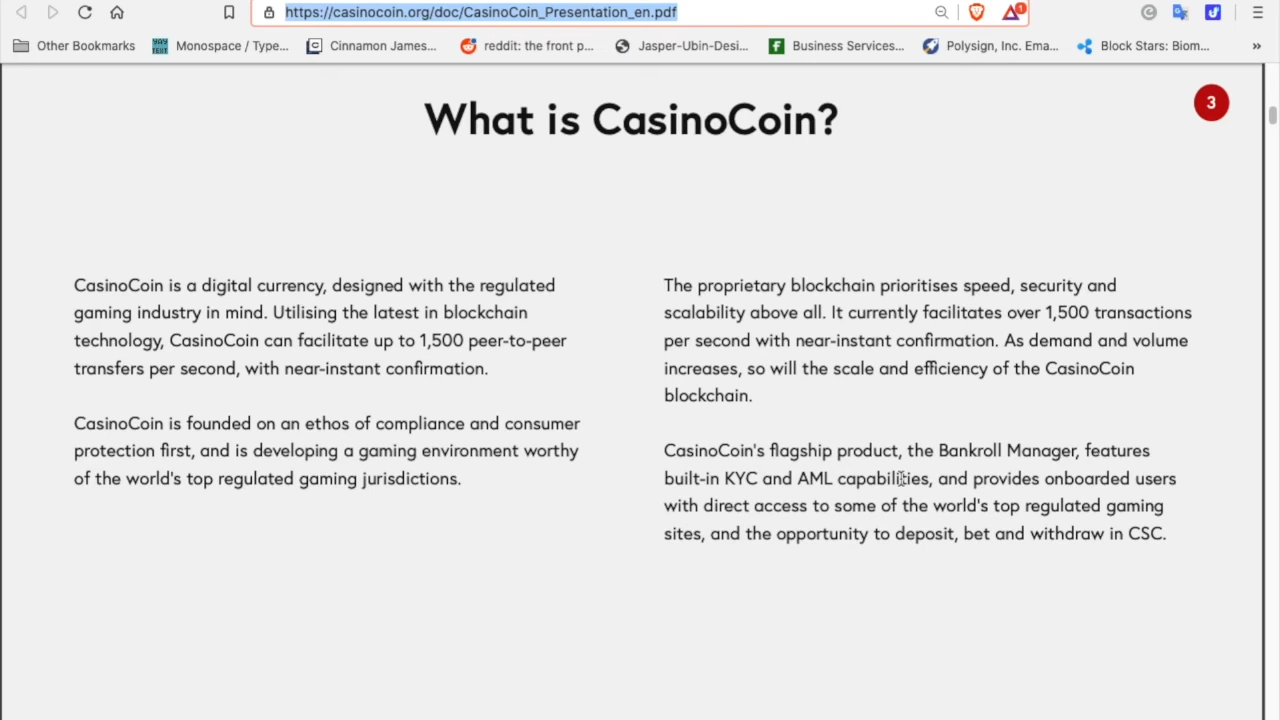 https://casinocoin.org/doc/CasinoCoin_Presentation_en.pdf
1
Other Bookmarks
YAY TEXT
Monospace / Type...
Cinnamon James...
reddit: the front p...
Jasper-Ubin-Desi...
Business Services...
Polysign, Inc. Ema...
Block Stars: Biom...
»
What is CasinoCoin?
3
CasinoCoin is a digital currency, designed with the regulated
gaming industry in mind. Utilising the latest in blockchain
technology, CasinoCoin can facilitate up to 1,500 peer-to-peer
transfers per second, with near-instant confirmation.
CasinoCoin is founded on an ethos of compliance and consumer
protection first, and is developing a gaming environment worthy
of the world's top regulated gaming jurisdictions.
The proprietary blockchain prioritises speed, security and
scalability above all. It currently facilitates over 1,500 transactions
per second with near-instant confirmation. As demand and volume
increases, so will the scale and efficiency of the CasinoCoin
blockchain.
CasinoCoin's flagship product, the Bankroll Manager, features
built-in KYC and AML capabilities, and provides onboarded users
with direct access to some of the world's top regulated gaming
sites, and the opportunity to deposit, bet and withdraw in CSC.